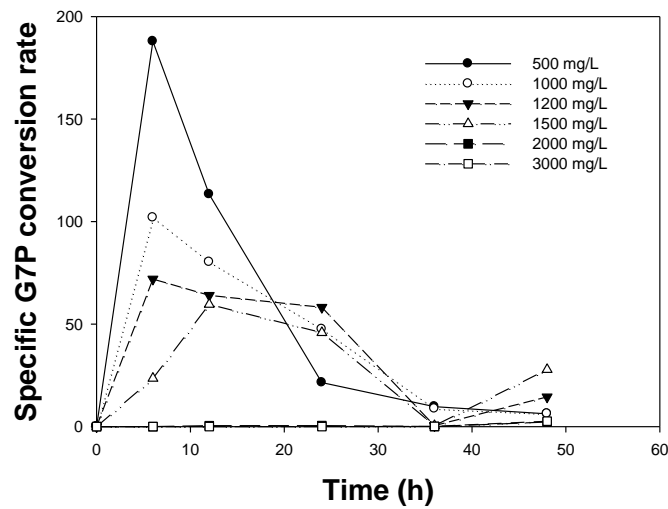 Specific G7P conversion rate
200
150
100
50
0
500 mg/L
1000 mg/L
1200 mg/L
1500 mg/L
2000 mg/L
3000 mg/L
0 10 20 30 40 50 60
Time (h)